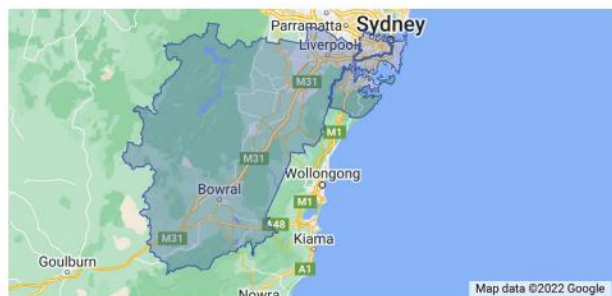 Parramatta
Sydney
Liverpool
M31
M1
M31
Wollongong
Bowral
M1
A48
M31
Kiama
Goulburn
A1
Nowra
Map data ©2022 Google